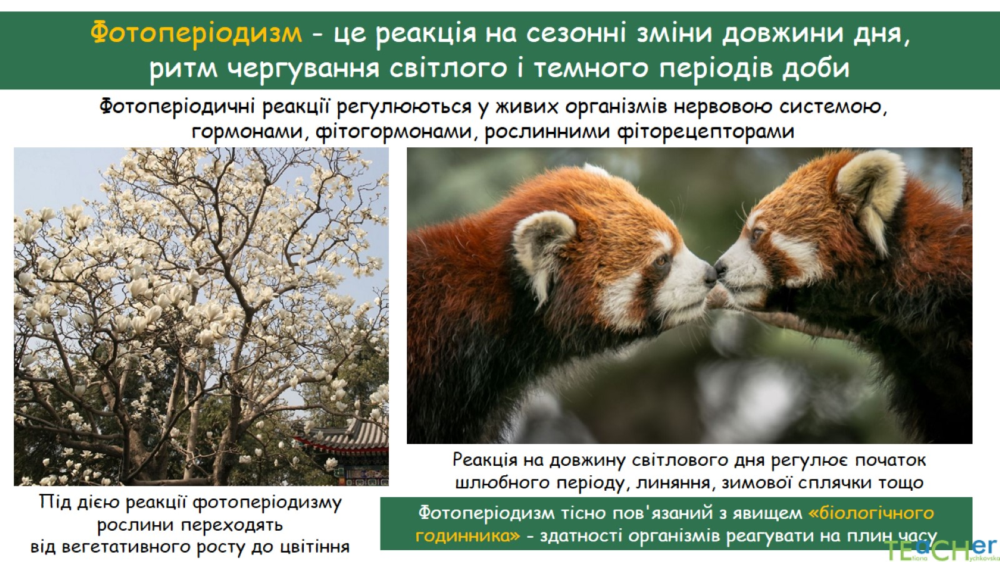 Фотоперіодизм - це реакція на сезонні зміни довжини дня,
ритм чергування світлого і темного періодів доби
Фотоперіодичні реакції регулюються у живих організмів нервовою системою,
гормонами, фітогормонами, рослинними фіторецепторами
Під дією реакції фотоперіодизму
рослини переходять
від вегетативного росту до цвітіння
Реакція на довжину світлового дня регулює початок
шлюбного періоду, линяння, зимової сплячки тощо
Фотоперіодизм тісно пов'язаний з явищем «біологічного
годинника» - здатності організмів реагувати на плин часу
TEaCHer
tiana ychkovska